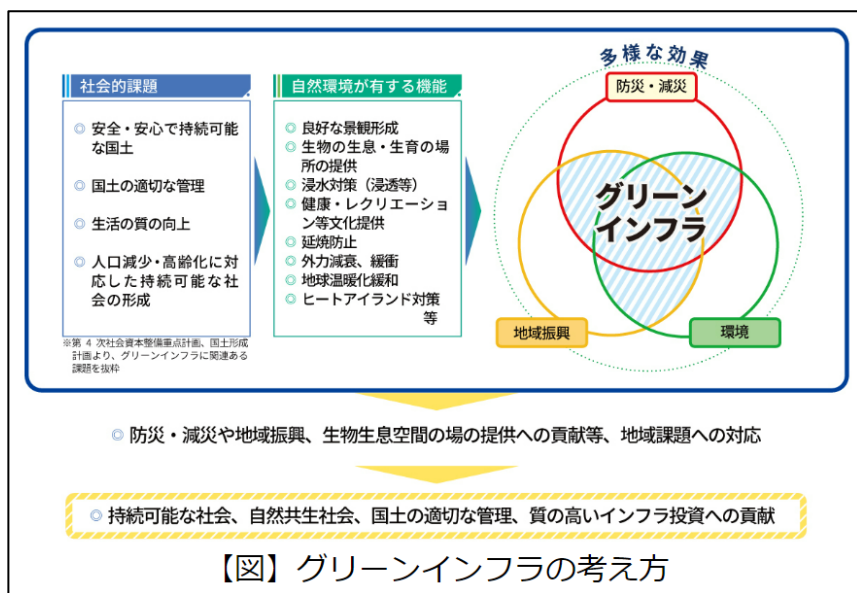 社会的課題
◎ 安全・安心で持続可能
な国土
◎ 国土の適切な管理
◎ 生活の質の向上
◎ 人口減少・高齢化に対
応した持続可能な社
会の形成
※第 4 次社会資本整備重点計画、国土形成
計画より、グリーンインフラに関連ある
課題を抜粋
自然環境が有する機能
◎ 良好な景観形成
◎ 生物の生息・生育の場
所の提供
◎ 浸水対策（浸透等）
◎ 健康・レクリエーショ
ン等文化提供
◎ 延焼防止
◎ 外力減衰、緩衝
◎ 地球温暖化緩和
◎ ヒートアイランド対策
等
多様な効果
防災・減災
グリーン
インフラ
地域振興
環境
◎ 防災・減災や地域振興、生物生息空間の場の提供への貢献等、地域課題への対応
◎ 持続可能な社会、自然共生社会、国土の適切な管理、質の高いインフラ投資への貢献
【図】グリーンインフラの考え方